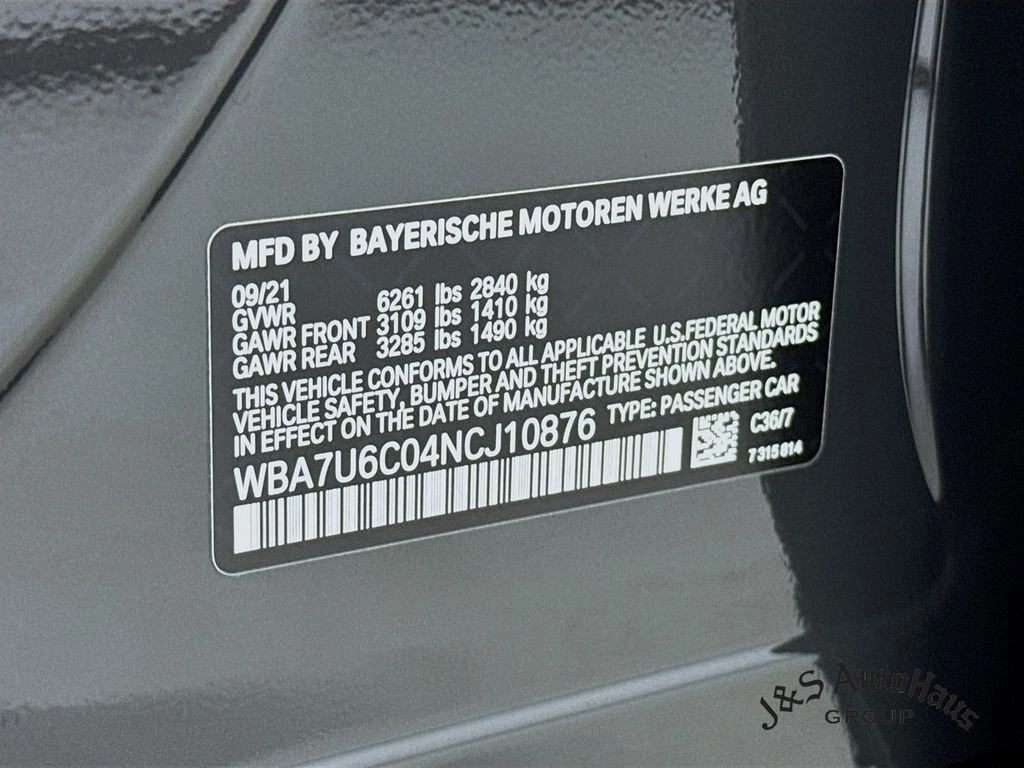 MFD BY BAYERISCHE MOTOREN WERKE AG
09/21
GVWR 6261 lbs 2840 kg
GAWR FRONT 3109 lbs 1410 kg
GAWR REAR 3285 lbs 1490 kg
THIS VEHICLE CONFORMS TO ALL APPLICABLE U.S.FEDERAL MOTOR
VEHICLE SAFETY, BUMPER AND THEFT PREVENTION STANDARDS
IN EFFECT ON THE DATE OF MANUFACTURE SHOWN ABOVE.
WBA7U6C04NCJ10876 TYPE: PASSENGER CAR
C36/7
7315814
J&S AutoHaus
GROUP